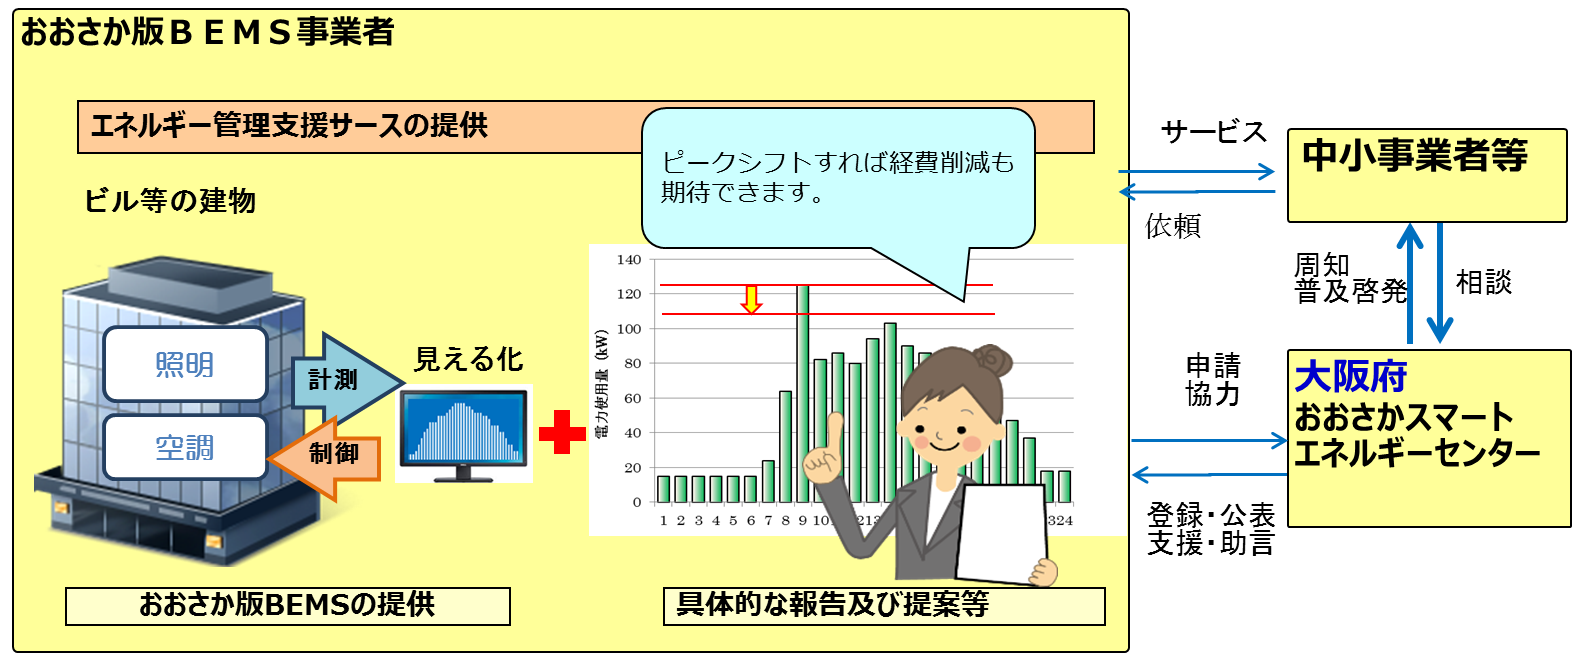 おおさか版ＢＥＭＳ事業者
エネルギー管理支援サースの提供
ピークシフトすれば経費削減も
期待できます。
ビル等の建物
照明
空調
計測
制御
見える化
電力使用量 (kW)
140
120
100
80
60
40
20
0
1 2 3 4 5 6 7 8 9 10 24
おおさか版BEMSの提供
具体的な報告及び提案等
サービス
依頼
中小事業者等
周知
普及啓発
相談
申請
協力
大阪府
おおさかスマート
エネルギーセンター
登録・公表
支援・助言